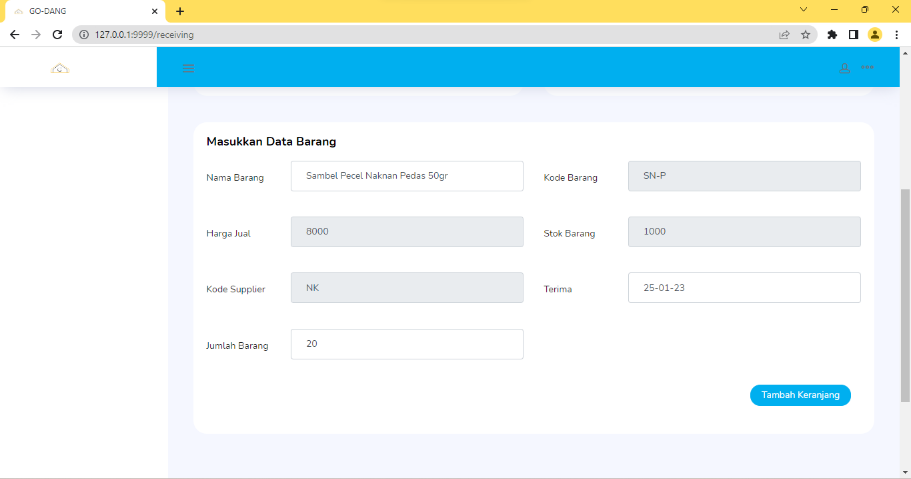 GO-DANG
127.0.0.1:9999/receiving
Masukkan Data Barang
Nama Barang Sambel Pecel Naknan Pedas 50gr Kode Barang SN-P
Harga Jual 8000 Stok Barang 1000
Kode Supplier NK Terima 25-01-23
Jumlah Barang 20
Tambah Keranjang